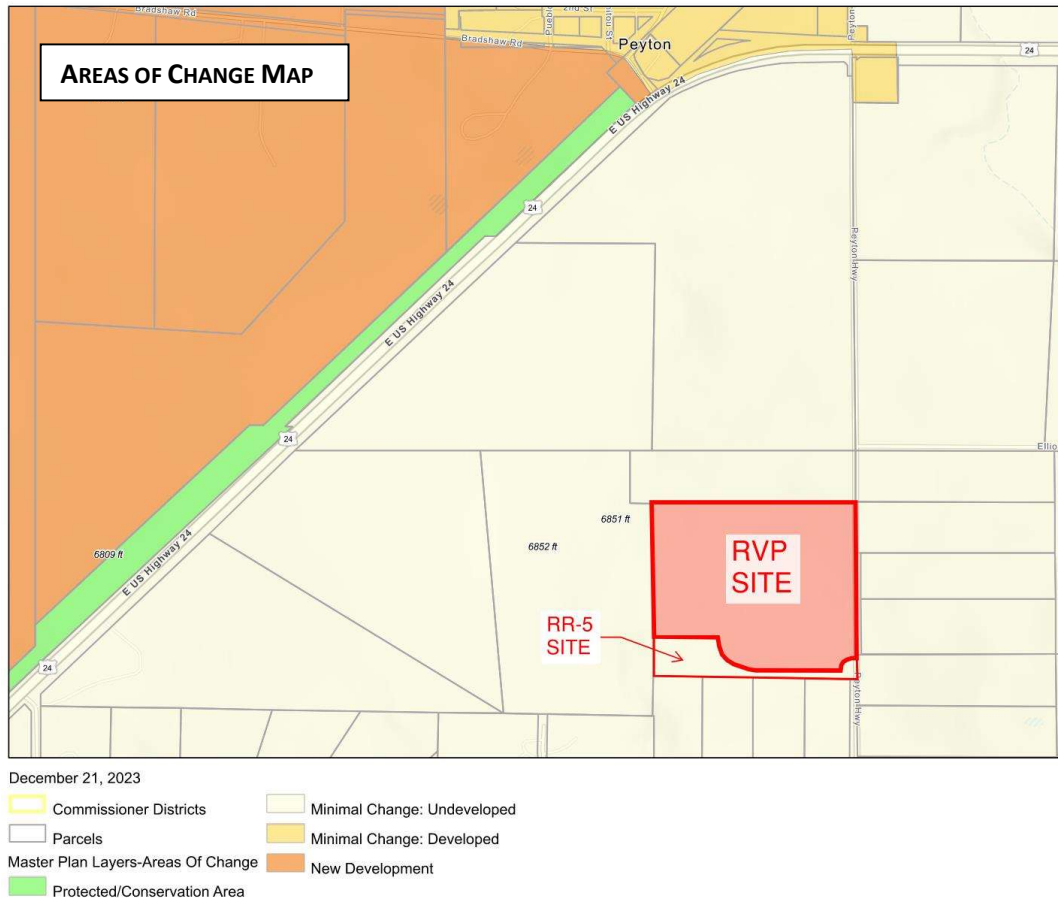 Bradshaw Rd
2nd St
Bradshaw Rd
Peyton
24
AREAS OF CHANGE MAP
E US Highway 24
24
Peyton Hwy
E US Highway 24
24
6851 ft
6852 ft
6809 ft
E US Highway 24
RVP
SITE
RR-5
SITE
24
Peyton Hwy
December 21, 2023
Commissioner Districts
Parcels
Master Plan Layers-Areas Of Change
Protected/Conservation Area
Minimal Change: Undeveloped
Minimal Change: Developed
New Development